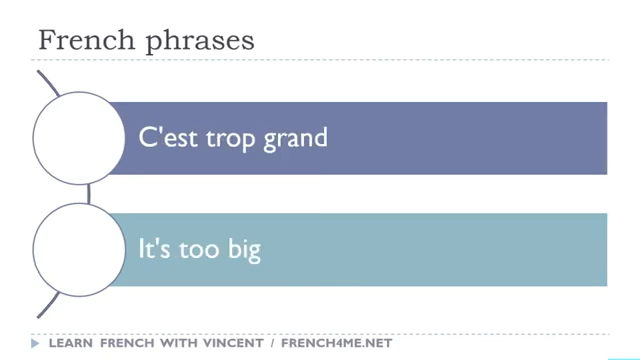 French phrases
C'est trop grand
It's too big
LEARN FRENCH WITH VINCENT / FRENCH4ME.NET